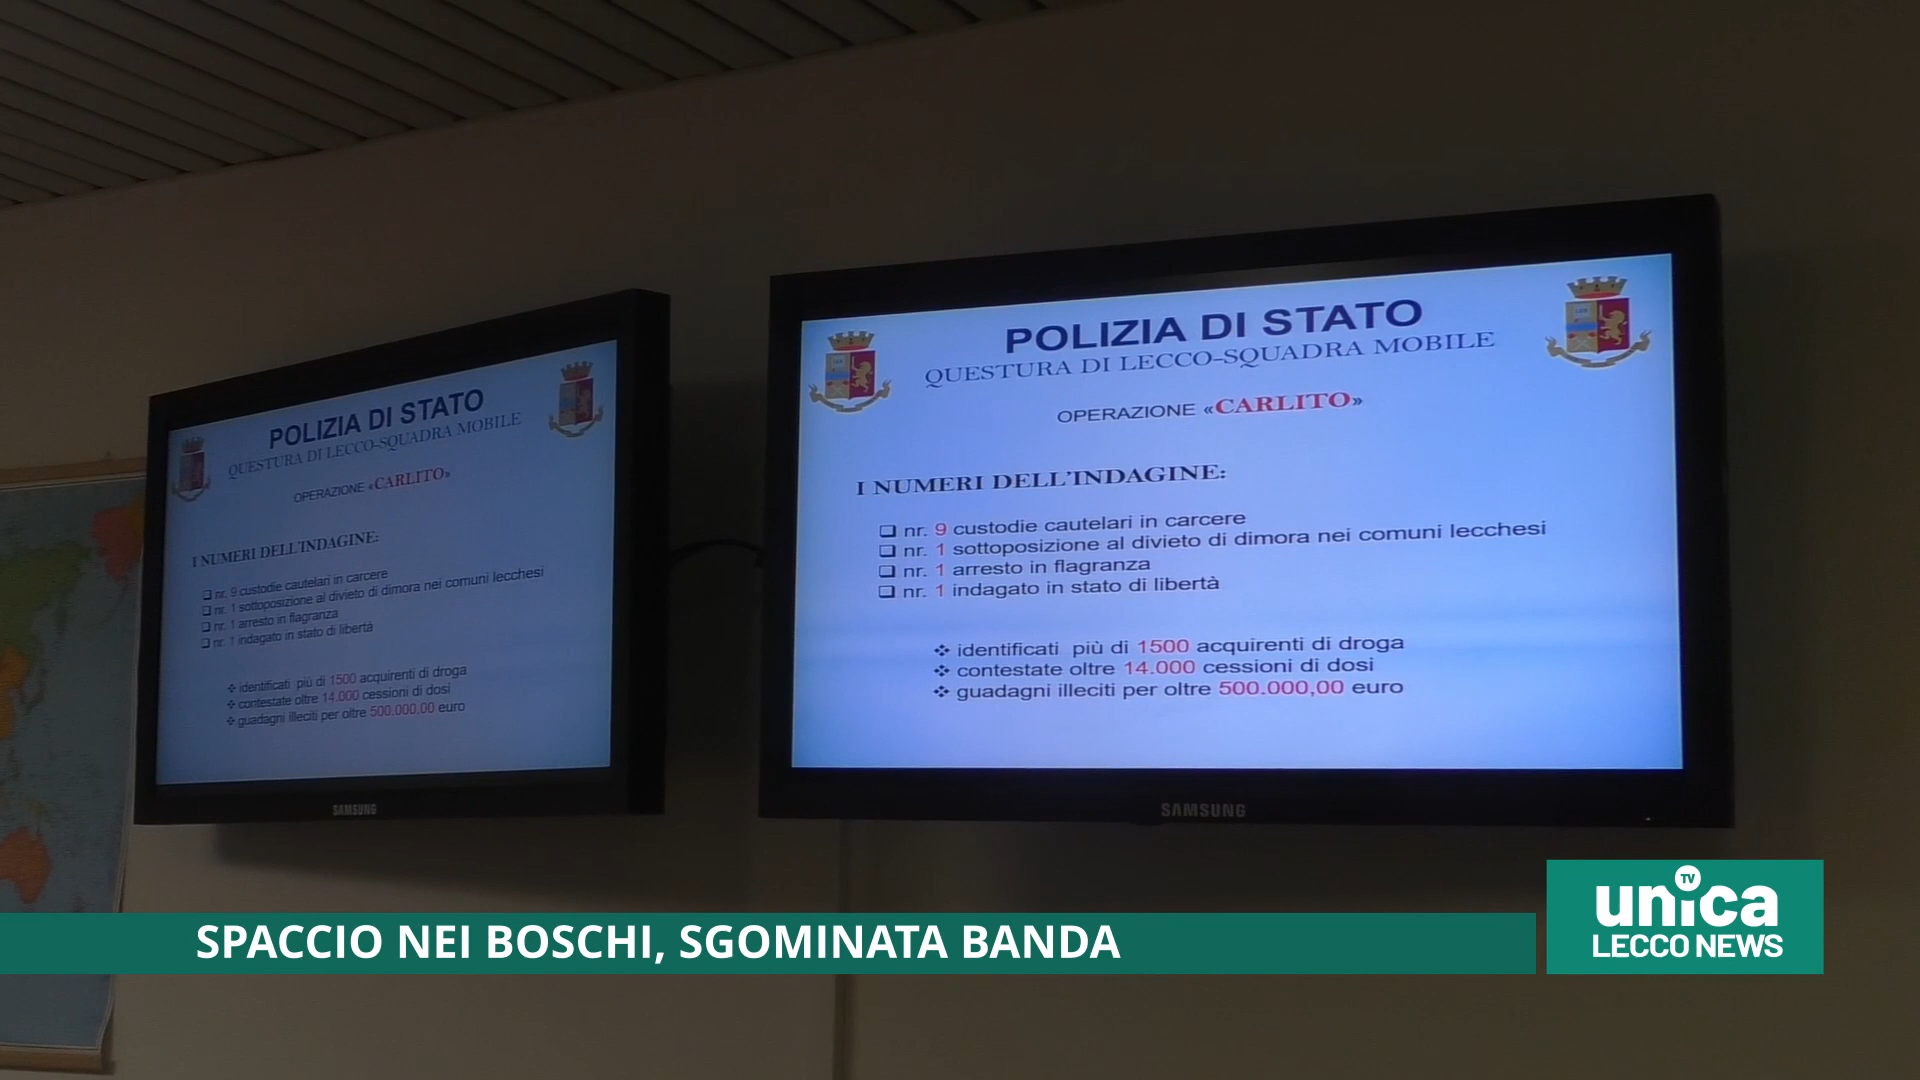 POLIZIA DI STATO
QUESTURA DI LECCO-SQUADRA MOBILE
OPERAZIONE «CARLITO»
I NUMERI DELL'INDAGINE:
nr. 9 custodie cautelari in carcere
nr. 1 sottoposizione al divieto di dimora nei comuni lecchesi
nr. 1 arresto in flagranza
nr. 1 indagato in stato di libertà
identificati più di 1500 acquirenti di droga
contestate oltre 14.000 cessioni di dosi
guadagni illeciti per oltre 500.000,00 euro
SAMSUNG
POLIZIA DI STATO
QUESTURA DI LECCO-SQUADRA MOBILE
OPERAZIONE «CARLITO»
I NUMERI DELL'INDAGINE:
nr. 9 custodie cautelari in carcere
nr. 1 sottoposizione al divieto di dimora nei comuni lecchesi
nr. 1 arresto in flagranza
nr. 1 indagato in stato di libertà
identificati più di 1500 acquirenti di droga
contestate oltre 14.000 cessioni di dosi
guadagni illeciti per oltre 500.000,00 euro
SAMSUNG
SPACCIO NEI BOSCHI, SGOMINATA BANDA
TV
unica
LECCO NEWS